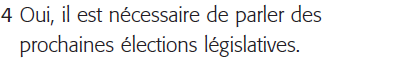 4 Oui, il est nécessaire de parler des
prochaines élections législatives.